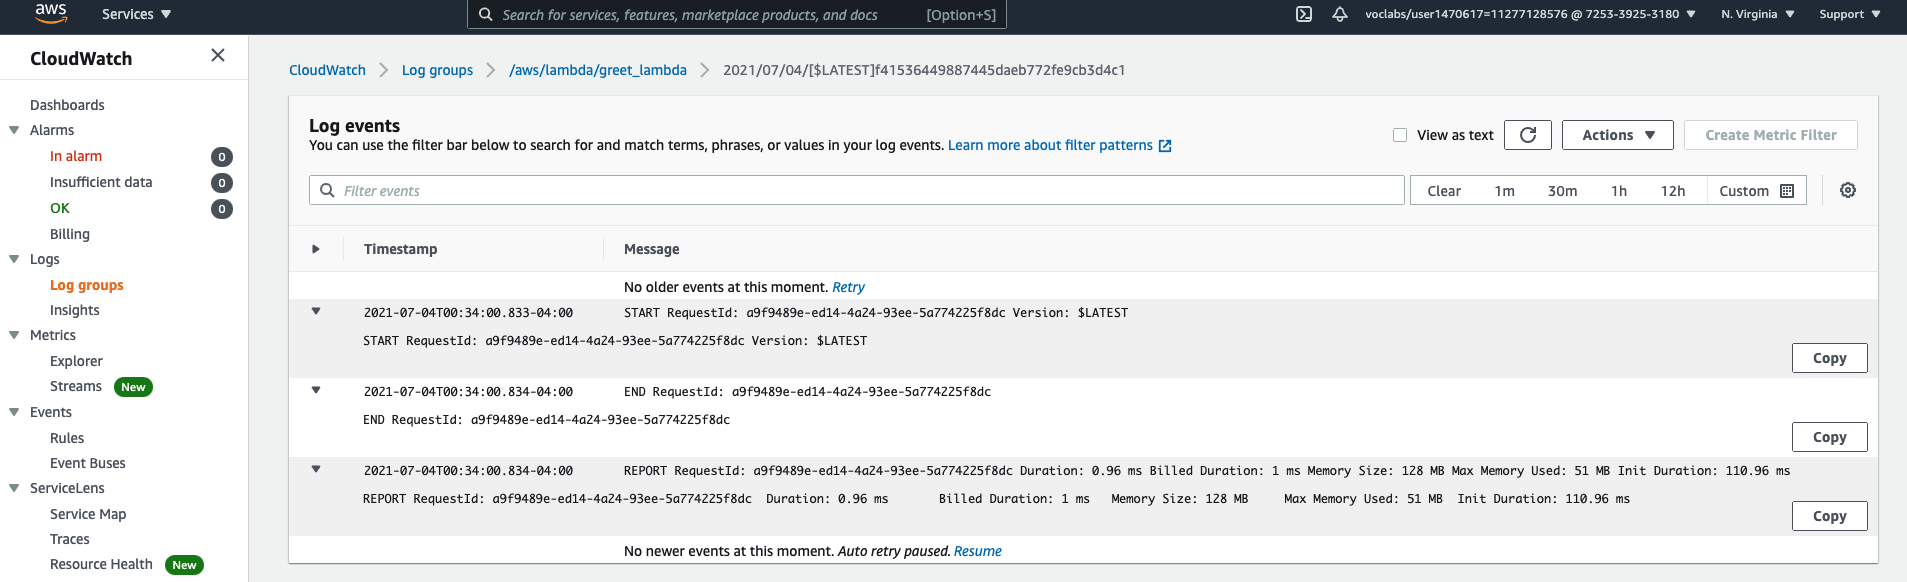 aws Services Search for services, features, marketplace products, and docs [Option+S] voclabs/user1470617=11277128576 @ 7253-3925-3180 N. Virginia Support
CloudWatch
Dashboards
Alarms
In alarm 0
Insufficient data 0
OK 0
Billing
Logs
Log groups
Insights
Metrics
Explorer
Streams New
Events
Rules
Event Buses
ServiceLens
Service Map
Traces
Resource Health New
CloudWatch Log groups /aws/lambda/greet_lambda 2021/07/04/[$LATEST]f41536449887445daeb772fe9cb3d4c1
Log events
You can use the filter bar below to search for and match terms, phrases, or values in your log events. Learn more about filter patterns
View as text Actions Create Metric Filter
Filter events Clear 1m 30m 1h 12h Custom
Timestamp Message
No older events at this moment. Retry
2021-07-04T00:34:00.833-04:00 START RequestId: a9f9489e-ed14-4a24-93ee-5a774225f8dc Version: $LATEST
START RequestId: a9f9489e-ed14-4a24-93ee-5a774225f8dc Version: $LATEST
Copy
2021-07-04T00:34:00.834-04:00 END RequestId: a9f9489e-ed14-4a24-93ee-5a774225f8dc
END RequestId: a9f9489e-ed14-4a24-93ee-5a774225f8dc
Copy
2021-07-04T00:34:00.834-04:00 REPORT RequestId: a9f9489e-ed14-4a24-93ee-5a774225f8dc Duration: 0.96 ms Billed Duration: 1 ms Memory Size: 128 MB Max Memory Used: 51 MB Init Duration: 110.96 ms
REPORT RequestId: a9f9489e-ed14-4a24-93ee-5a774225f8dc Duration: 0.96 ms Billed Duration: 1 ms Memory Size: 128 MB Max Memory Used: 51 MB Init Duration: 110.96 ms
Copy
No newer events at this moment. Auto retry paused. Resume